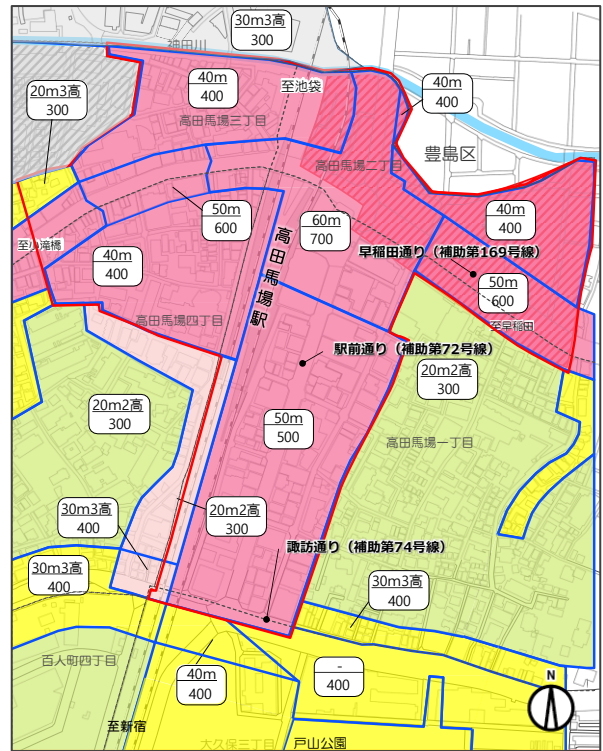 30m3高
300
神田川
20m3高
300
40m
400
至池袋
40m
400
高田馬場三丁目
高田馬場二丁目
豊島区
50m
600
60m
700
40m
400
至小滝橋
高田馬場駅
早稲田通り（補助第169号線）
40m
400
50m
600
高田馬場四丁目
至早稲田
駅前通り（補助第72号線）
20m2高
300
20m2高
300
50m
500
高田馬場一丁目
30m3高
400
20m2高
300
諏訪通り（補助第74号線）
30m3高
400
30m3高
400
百人町四丁目
40m
400
-
400
N
至新宿
大久保三丁目
戸山公園